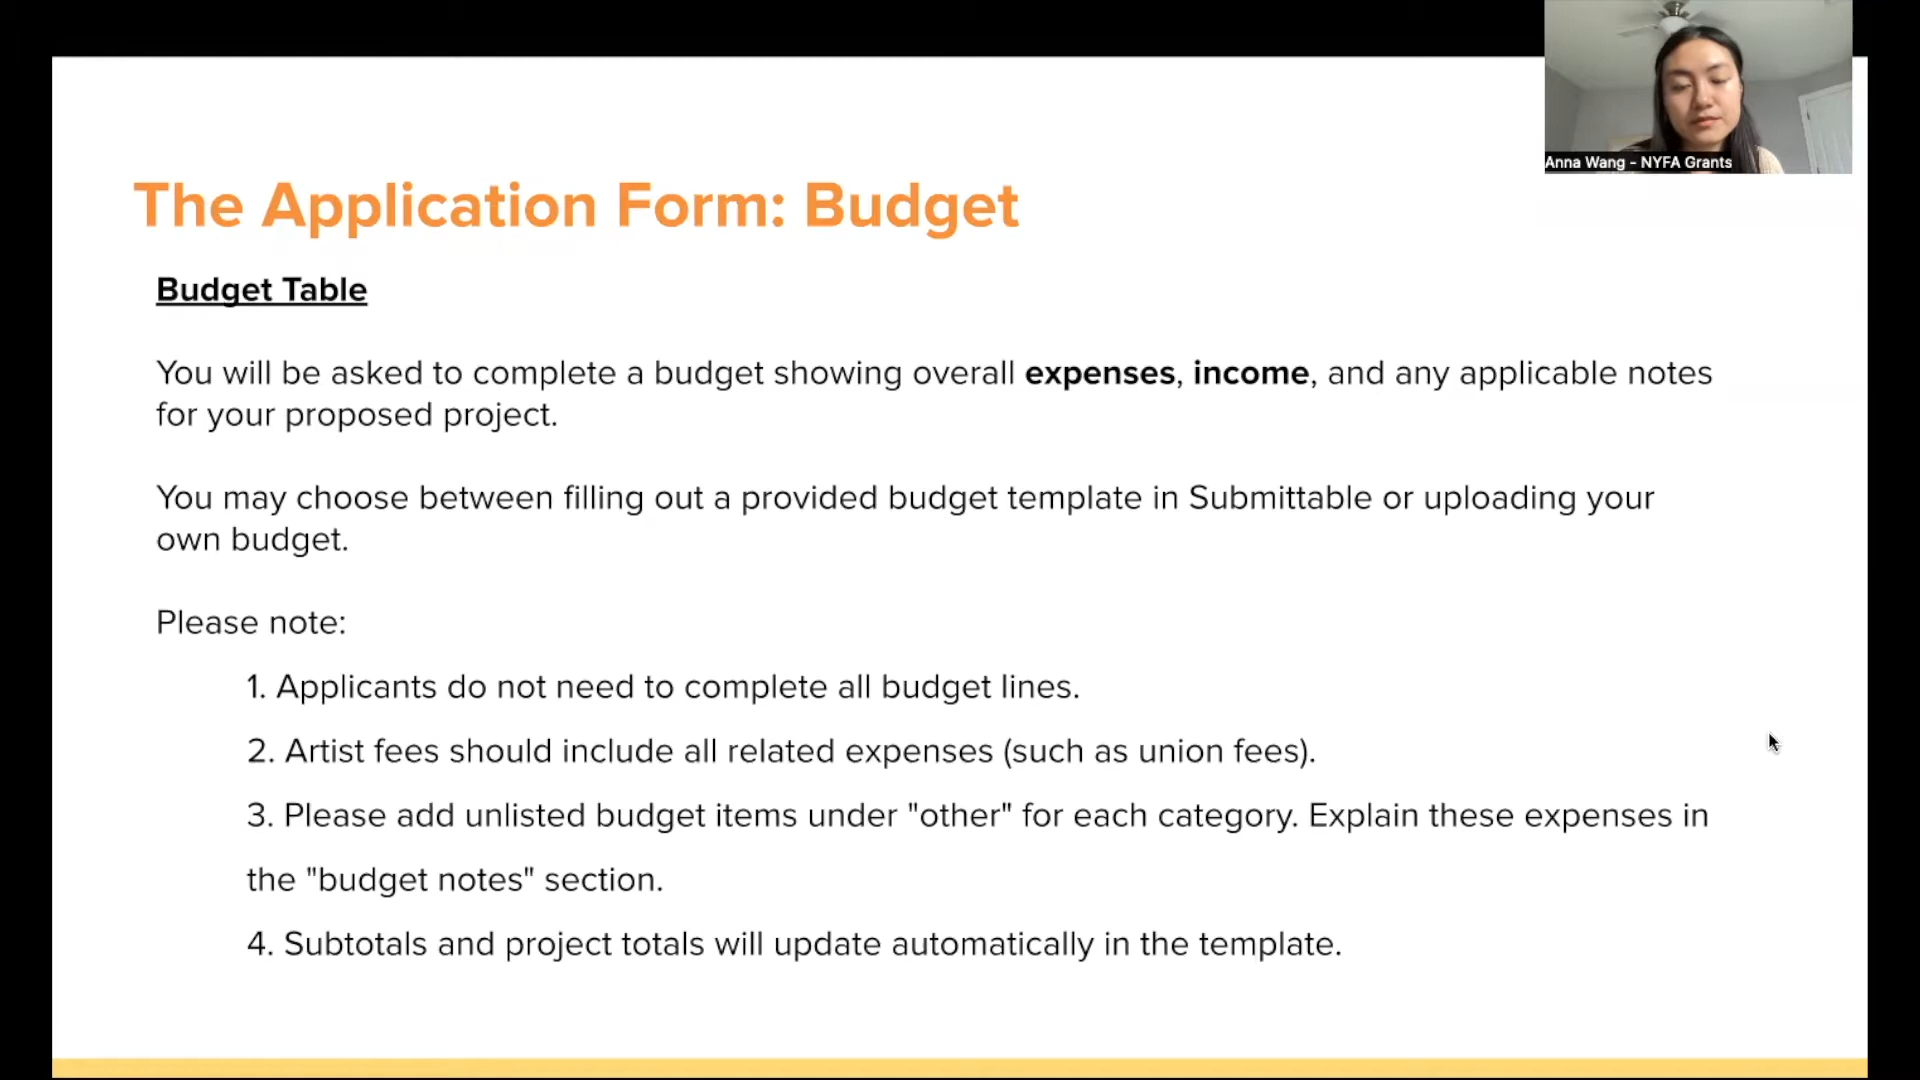 Anna Wang - NYFA Grants
The Application Form: Budget
Budget Table
You will be asked to complete a budget showing overall expenses, income, and any applicable notes
for your proposed project.
You may choose between filling out a provided budget template in Submittable or uploading your
own budget.
Please note:
1. Applicants do not need to complete all budget lines.
2. Artist fees should include all related expenses (such as union fees).
3. Please add unlisted budget items under "other" for each category. Explain these expenses in
the "budget notes" section.
4. Subtotals and project totals will update automatically in the template.